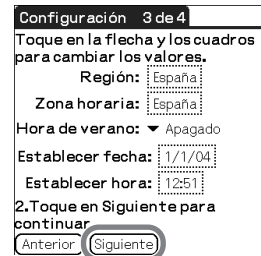 Configuración 3 de 4
Toque en la flecha y los cuadros
para cambiar los valores.
Región: España
Zona horaria: España
Hora de verano: Apagado
Establecer fecha: 1/1/04
Establecer hora: 12:51
2.Toque en Siguiente para
continuar
Anterior Siguiente